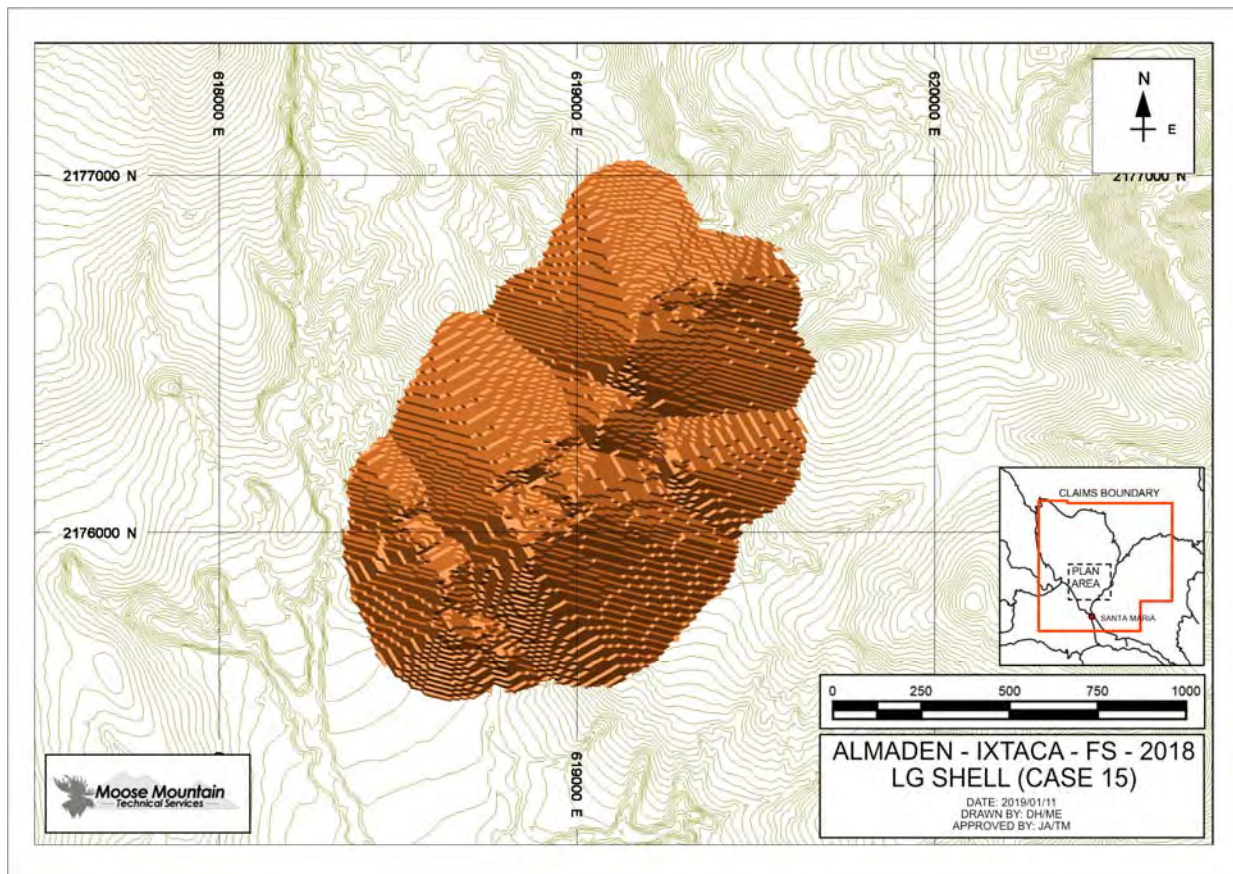 618000 E
619000 E
620000 E
N
E
2177000 N
2177000 N
2176000 N
CLAIMS BOUNDARY
PLAN
AREA
SANTA MARIA
0 250 500 750 1000
619000 E
Moose Mountain
Technical Services
ALMADEN - IXTACA - FS - 2018
LG SHELL (CASE 15)
DATE: 2019/01/11
DRAWN BY: DH/ME
APPROVED BY: JA/TM